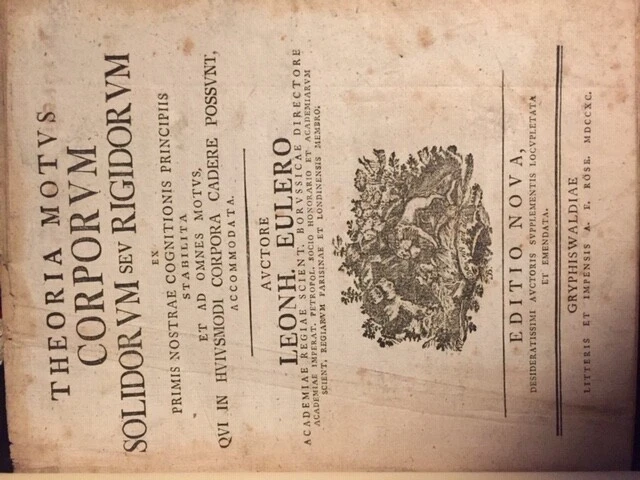 THEORIA MOTVS
CORPORVM
SOLIDORVM SEV RIGIDORVM
EX
PRIMIS NOSTRAE COGNITIONIS PRINCIPIIS
STABILITA
ET AD OMNES MOTVS,
QVI IN HVIVSMODI CORPORA CADERE POSSVNT,
ACCOMMODATA.
AVCTORE
LEONH. EULERO
ACADEMIAE REGIAE SCIENT. BORVSSICAE DIRECTORE
ACADEMIAE IMPERAT. PETROPOL. SOCIO HONORARIO ET ACADEMIARVM
SCIENT. REGIARVM PARISINAE ET LONDINENSIS MEMBRO.
EDITIO NOVA,
DESIDERATISSIMI AVCTORIS SVPPLEMENTIS LOCVPLETATA
ET EMENDATA.
GRYPHISWALDIAE
LITTERIS ET IMPENSIS A. F. RÖSE. MDCCXC.